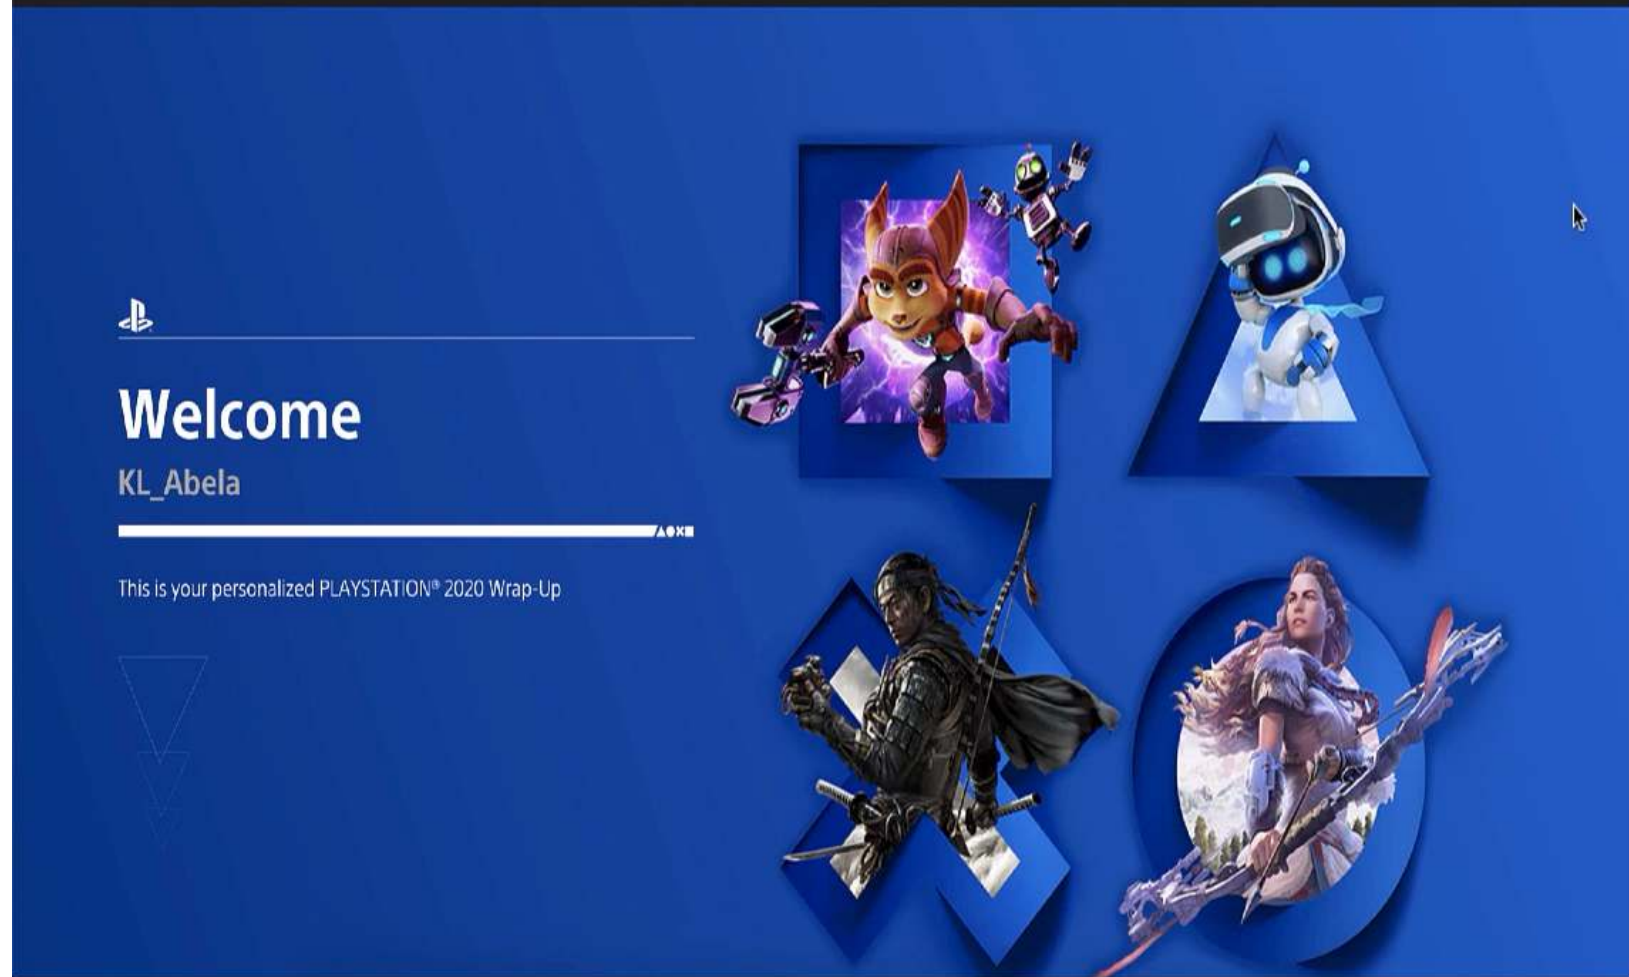 Welcome
KL_Abela
This is your personalized PLAYSTATION® 2020 Wrap-Up